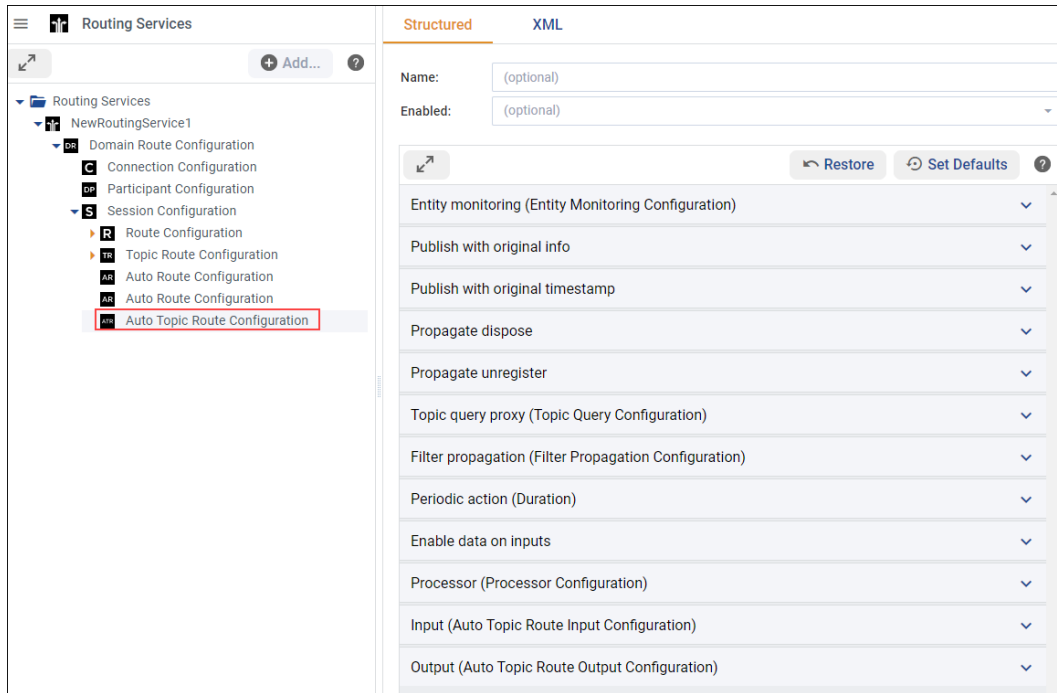 Routing Services
Add...
?
Routing Services
NewRoutingService1
DR Domain Route Configuration
C Connection Configuration
DP Participant Configuration
S Session Configuration
R Route Configuration
TR Topic Route Configuration
AR Auto Route Configuration
AR Auto Route Configuration
ATR Auto Topic Route Configuration
Structured XML
Name: (optional)
Enabled: (optional)
Restore Set Defaults ?
Entity monitoring (Entity Monitoring Configuration)
Publish with original info
Publish with original timestamp
Propagate dispose
Propagate unregister
Topic query proxy (Topic Query Configuration)
Filter propagation (Filter Propagation Configuration)
Periodic action (Duration)
Enable data on inputs
Processor (Processor Configuration)
Input (Auto Topic Route Input Configuration)
Output (Auto Topic Route Output Configuration)